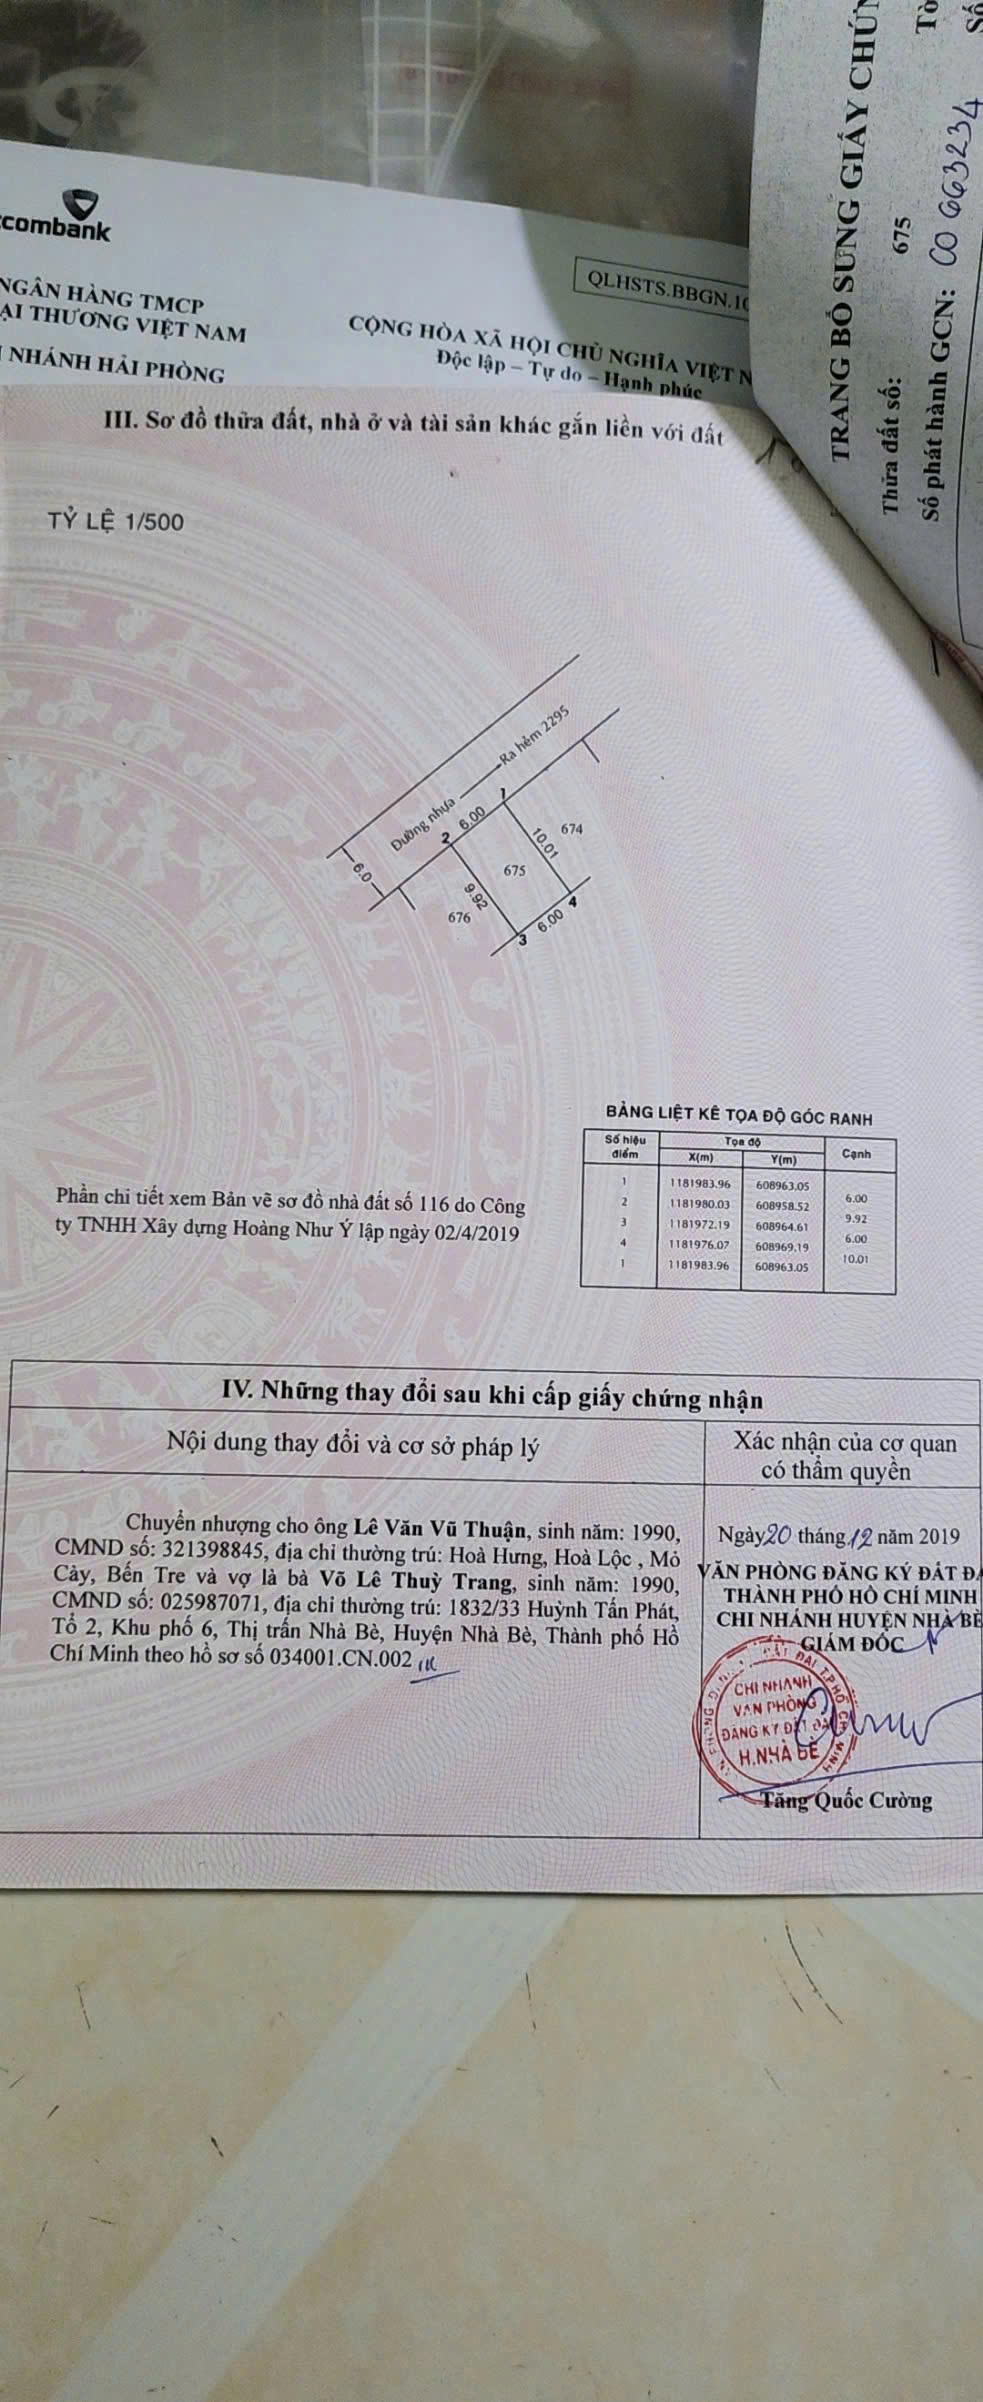 combank
NGÂN HÀNG TMCP
ẠI THƯƠNG VIỆT NAM
NHÁNH HẢI PHÒNG
QLHSTS.BBGN.10
CỘNG HÒA XÃ HỘI CHỦ NGHĨA VIỆT N
Độc lập – Tự do – Hạnh phúc
TRANG BỔ SUNG GIẤY CHỨN
Thửa đất số: 675 Tờ
Số phát hành GCN: CO 663234 Số
III. Sơ đồ thửa đất, nhà ở và tài sản khác gắn liền với đất
TỶ LỆ 1/500
Đường nhựa
Ra hẻm 2295
6.0
2
6.00
1
10.01
674
675
9.92
676
3
6.00
4
BẢNG LIỆT KÊ TỌA ĐỘ GÓC RANH
Số hiệu điểm Tọa độ Cạnh
X(m) Y(m)
1 1181983.96 608963.05
6.00
2 1181980.03 608958.52
9.92
3 1181972.19 608964.61
6.00
4 1181976.07 608969.19
10.01
1 1181983.96 608963.05
Phần chi tiết xem Bản vẽ sơ đồ nhà đất số 116 do Công
ty TNHH Xây dựng Hoàng Như Ý lập ngày 02/4/2019
IV. Những thay đổi sau khi cấp giấy chứng nhận
Nội dung thay đổi và cơ sở pháp lý
Xác nhận của cơ quan
có thẩm quyền
Chuyển nhượng cho ông Lê Văn Vũ Thuận, sinh năm: 1990,
CMND số: 321398845, địa chỉ thường trú: Hoà Hưng, Hoà Lộc , Mỏ
Cày, Bến Tre và vợ là bà Võ Lê Thuỳ Trang, sinh năm: 1990,
CMND số: 025987071, địa chỉ thường trú: 1832/33 Huỳnh Tấn Phát,
Tổ 2, Khu phố 6, Thị trấn Nhà Bè, Huyện Nhà Bè, Thành phố Hồ
Chí Minh theo hồ sơ số 034001.CN.002
Ngày 20 tháng 12 năm 2019
VĂN PHÒNG ĐĂNG KÝ ĐẤT ĐA
THÀNH PHỐ HỒ CHÍ MINH
CHI NHÁNH HUYỆN NHÀ BÈ
GIÁM ĐỐC
CHI NHÁNH
VĂN PHÒNG
ĐĂNG KÝ ĐẤT ĐAI
H.NHÀ BÈ
Tăng Quốc Cường